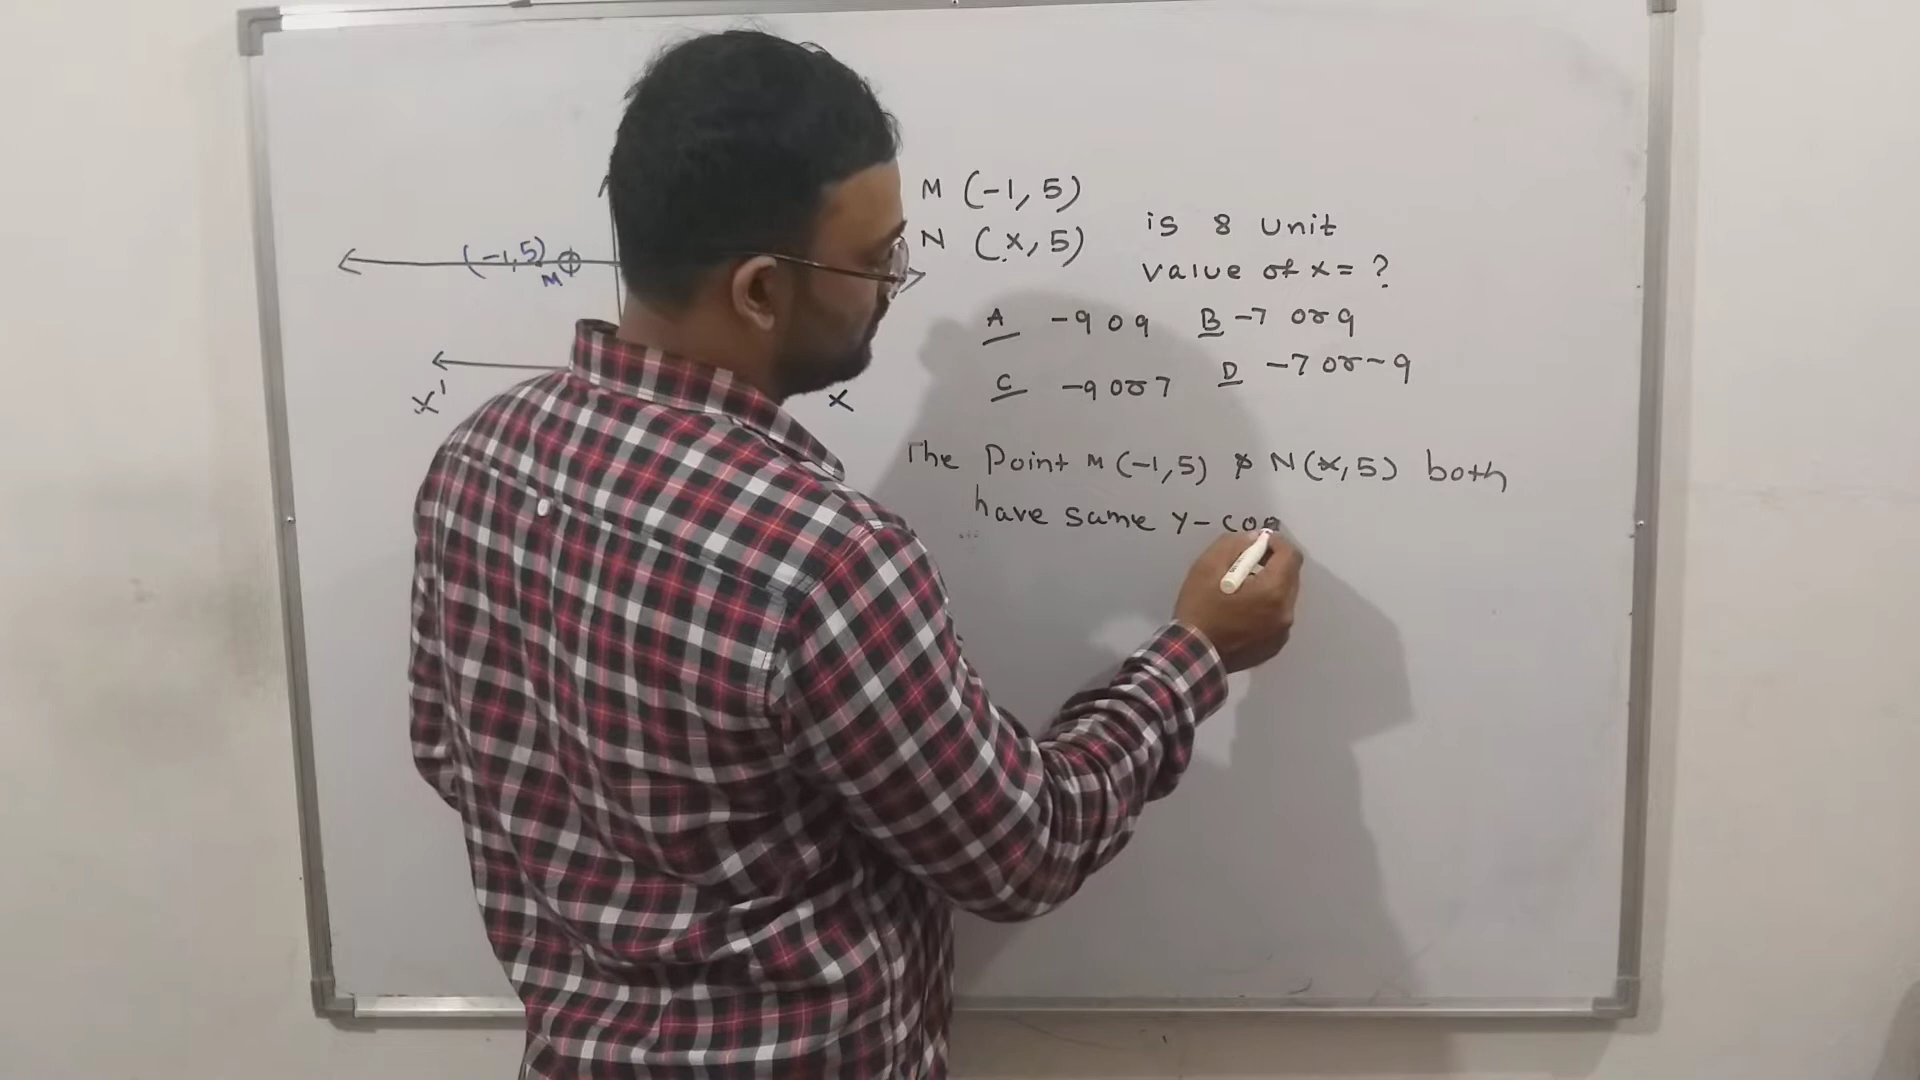 M (-1, 5)
N (x, 5)
is 8 unit
value of x = ?
A -9 0 9 B -7 or 9
C -9 or 7 D -7 or -9
The Point M (-1, 5) & N (x, 5) both
have same y-coo
(-1, 5)
M
X' X